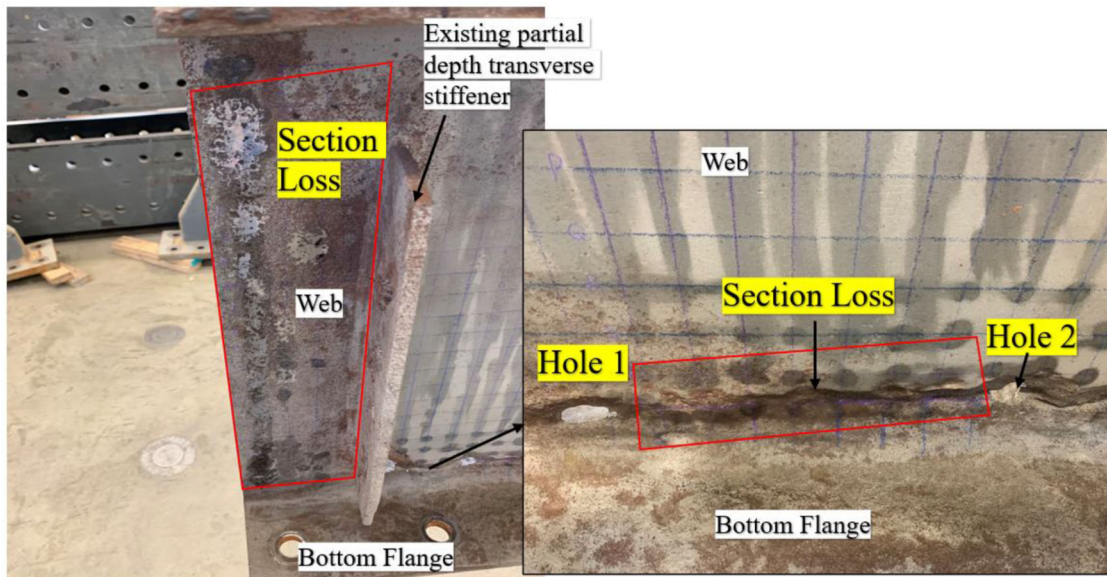 Existing partial
depth transverse
stiffener
Section
Loss
Web
Bottom Flange
Web
Section Loss
Hole 1
Hole 2
Bottom Flange